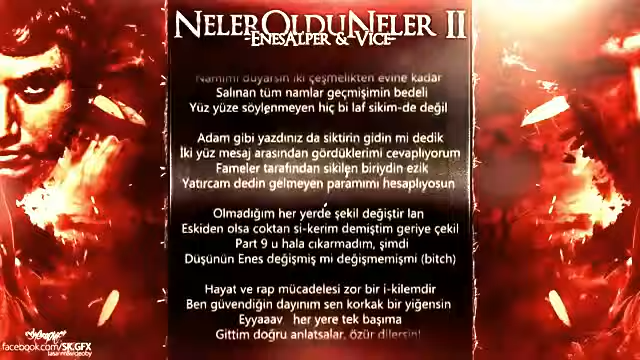 NelerOlduNeler II
-EnesAlper & Vice-
Namımı duyarsın iki çeşmelikten evine kadar
Salınan tüm namlar geçmişimin bedeli
Yüz yüze söylenmeyen hiç bi laf sikim-de değil
Adam gibi yazdınız da siktirin gidin mi dedik
İki yüz mesaj arasından gördüklerimi cevaplıyorum
Fameler tarafından sikilen biriydin ezik
Yatırcam dedin gelmeyen paramımı hesaplıyosun
Olmadığım her yerde şekil değiştir lan
Eskiden olsa coktan si-kerim demiştim geriye çekil
Part 9 u hala cıkarmadım, şimdi
Düşünün Enes değişmiş mi değişmemişmi (bitch)
Hayat ve rap mücadelesi zor bir i-kilemdir
Ben güvendiğin dayınım sen korkak bir yiğensin
Eyyaaav her yere tek başıma
Gittim doğru anlatsalar, özür dilersin!
facebook.com/SK.GFX